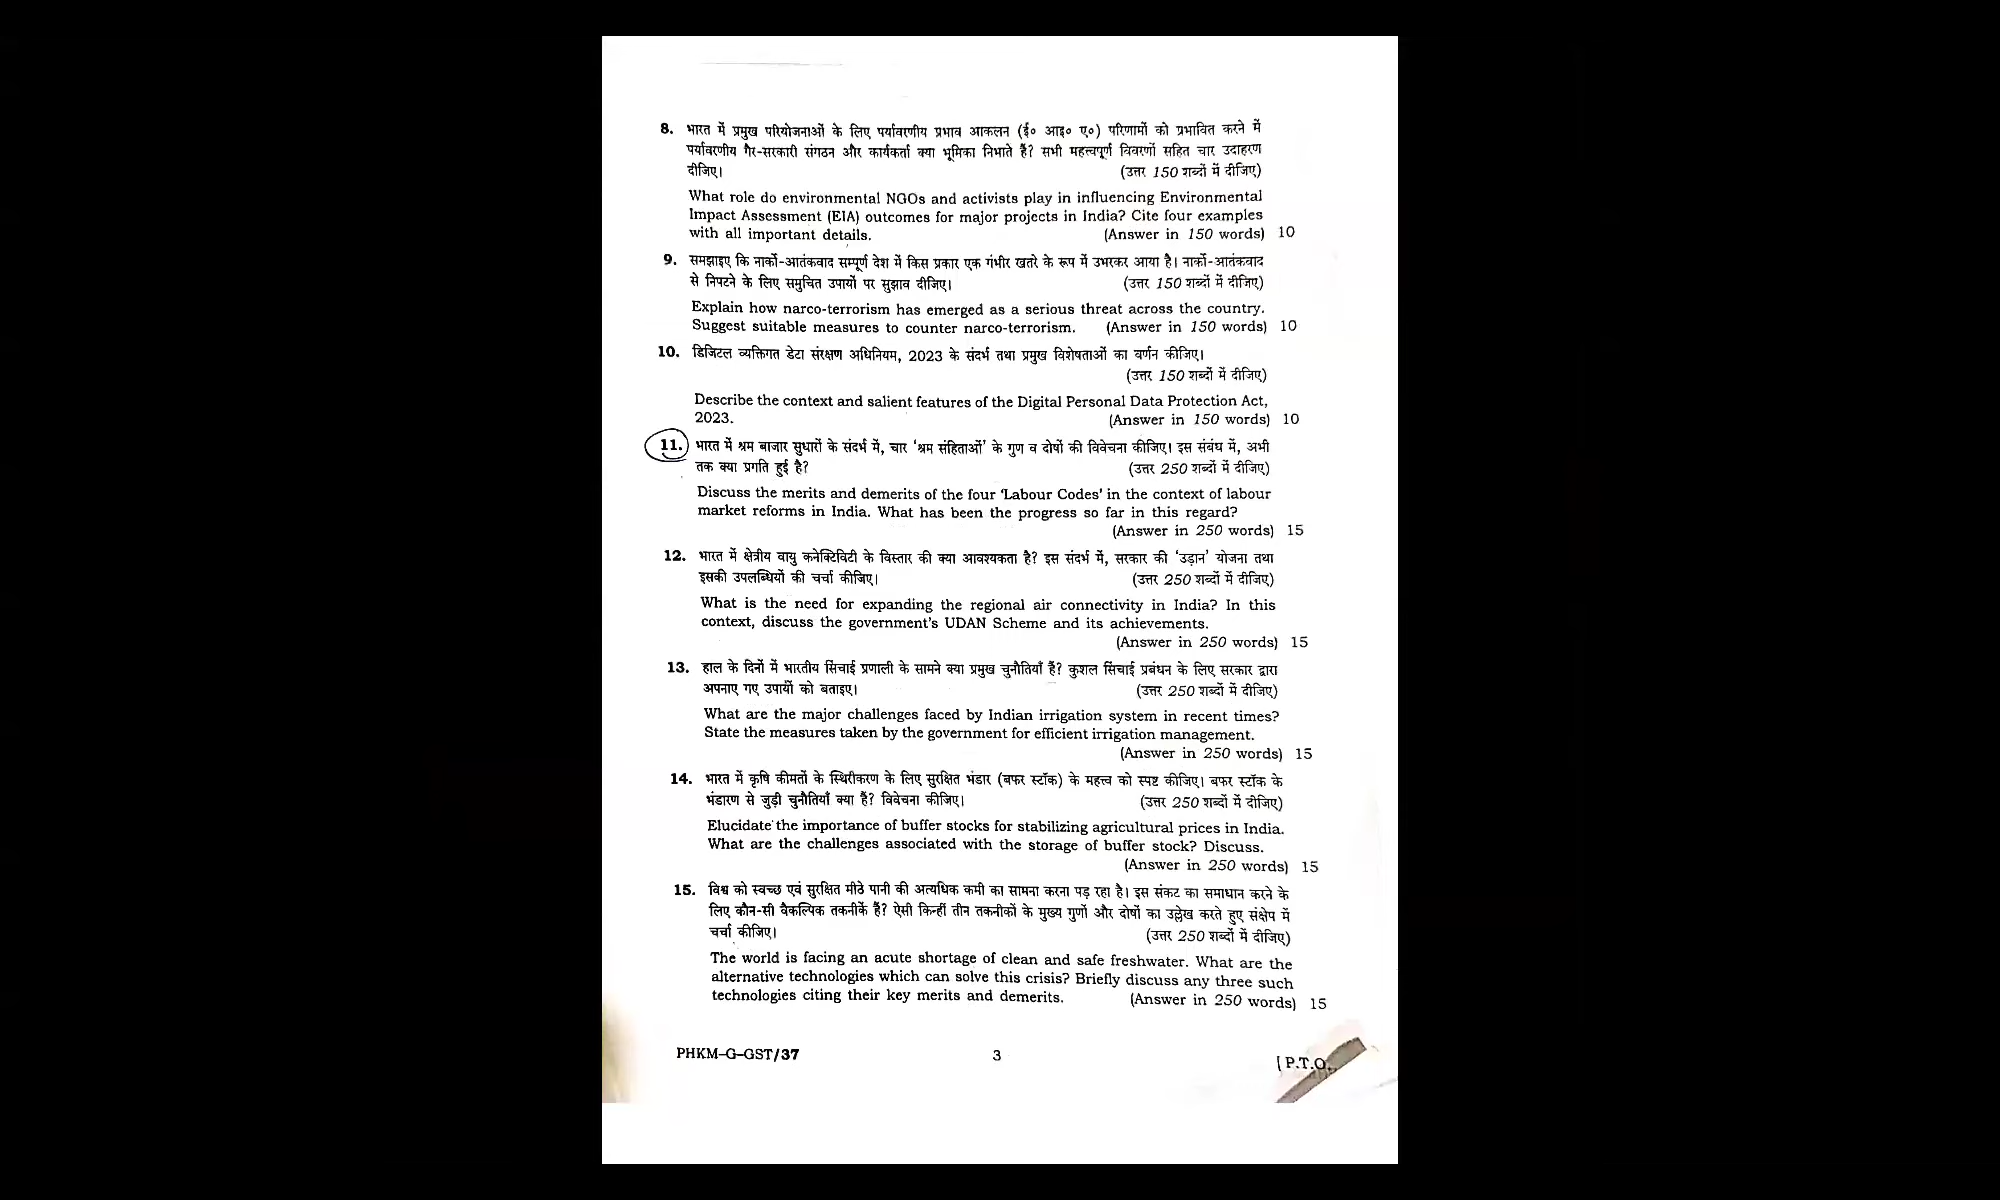 8. भारत में प्रमुख परियोजनाओं के लिए पर्यावरणीय प्रभाव आकलन (ई० आइ० ए०) परिणामों को प्रभावित करने में
पर्यावरणीय गैर-सरकारी संगठन और कार्यकर्ता क्या भूमिका निभाते हैं? सभी महत्त्वपूर्ण विवरणों सहित चार उदाहरण
दीजिए। (उत्तर 150 शब्दों में दीजिए)
What role do environmental NGOs and activists play in influencing Environmental
Impact Assessment (EIA) outcomes for major projects in India? Cite four examples
with all important details. (Answer in 150 words) 10
9. समझाइए कि नार्को-आतंकवाद सम्पूर्ण देश में किस प्रकार एक गंभीर खतरे के रूप में उभरकर आया है। नार्को-आतंकवाद
से निपटने के लिए समुचित उपायों पर सुझाव दीजिए। (उत्तर 150 शब्दों में दीजिए)
Explain how narco-terrorism has emerged as a serious threat across the country.
Suggest suitable measures to counter narco-terrorism. (Answer in 150 words) 10
10. डिजिटल व्यक्तिगत डेटा संरक्षण अधिनियम, 2023 के संदर्भ तथा प्रमुख विशेषताओं का वर्णन कीजिए।
(उत्तर 150 शब्दों में दीजिए)
Describe the context and salient features of the Digital Personal Data Protection Act,
2023. (Answer in 150 words) 10
11. भारत में श्रम बाजार सुधारों के संदर्भ में, चार 'श्रम संहिताओं' के गुण व दोषों की विवेचना कीजिए। इस संबंध में, अभी
तक क्या प्रगति हुई है? (उत्तर 250 शब्दों में दीजिए)
Discuss the merits and demerits of the four 'Labour Codes' in the context of labour
market reforms in India. What has been the progress so far in this regard?
(Answer in 250 words) 15
12. भारत में क्षेत्रीय वायु कनेक्टिविटी के विस्तार की क्या आवश्यकता है? इस संदर्भ में, सरकार की 'उड़ान' योजना तथा
इसकी उपलब्धियों की चर्चा कीजिए। (उत्तर 250 शब्दों में दीजिए)
What is the need for expanding the regional air connectivity in India? In this
context, discuss the government's UDAN Scheme and its achievements.
(Answer in 250 words) 15
13. हाल के दिनों में भारतीय सिंचाई प्रणाली के सामने क्या प्रमुख चुनौतियाँ हैं? कुशल सिंचाई प्रबंधन के लिए सरकार द्वारा
अपनाए गए उपायों को बताइए। (उत्तर 250 शब्दों में दीजिए)
What are the major challenges faced by Indian irrigation system in recent times?
State the measures taken by the government for efficient irrigation management.
(Answer in 250 words) 15
14. भारत में कृषि कीमतों के स्थिरीकरण के लिए सुरक्षित भंडार (बफर स्टॉक) के महत्त्व को स्पष्ट कीजिए। बफर स्टॉक के
भंडारण से जुड़ी चुनौतियाँ क्या हैं? विवेचना कीजिए। (उत्तर 250 शब्दों में दीजिए)
Elucidate the importance of buffer stocks for stabilizing agricultural prices in India.
What are the challenges associated with the storage of buffer stock? Discuss.
(Answer in 250 words) 15
15. विश्व को स्वच्छ एवं सुरक्षित मीठे पानी की अत्यधिक कमी का सामना करना पड़ रहा है। इस संकट का समाधान करने के
लिए कौन-सी वैकल्पिक तकनीकें हैं? ऐसी किन्हीं तीन तकनीकों के मुख्य गुणों और दोषों का उल्लेख करते हुए संक्षेप में
चर्चा कीजिए। (उत्तर 250 शब्दों में दीजिए)
The world is facing an acute shortage of clean and safe freshwater. What are the
alternative technologies which can solve this crisis? Briefly discuss any three such
technologies citing their key merits and demerits. (Answer in 250 words) 15
PHKM-G-GST/37 3 [ P.T.O.